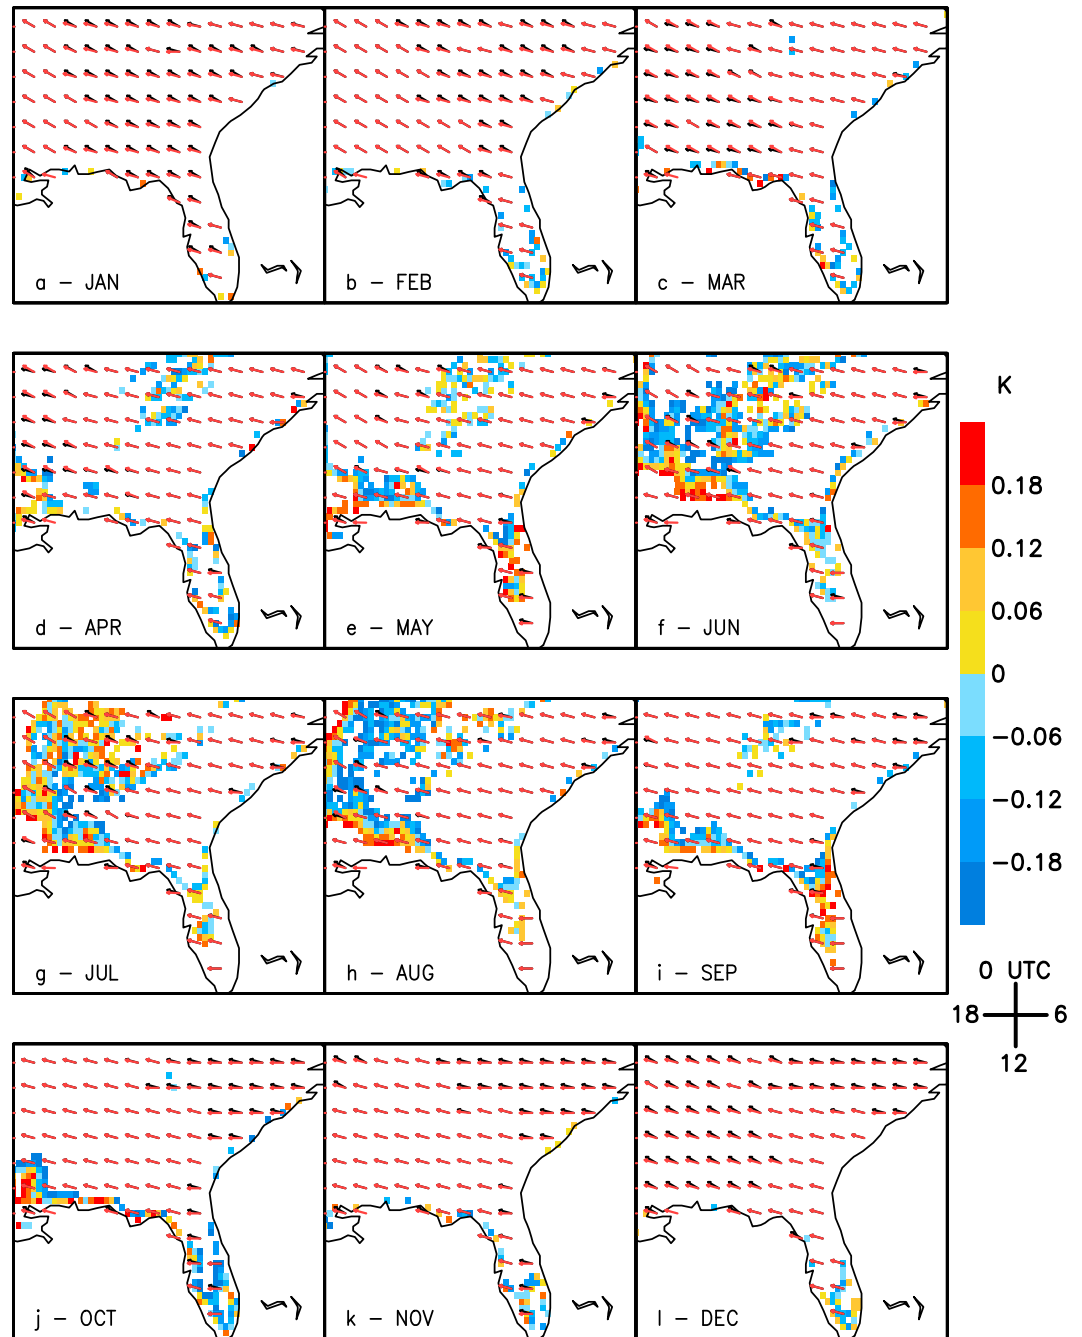 a – JAN
b – FEB
c – MAR
d – APR
e – MAY
f – JUN
K
0.18
0.12
0.06
0
−0.06
−0.12
−0.18
g – JUL
h – AUG
i – SEP
0 UTC
18
6
12
j – OCT
k – NOV
l – DEC